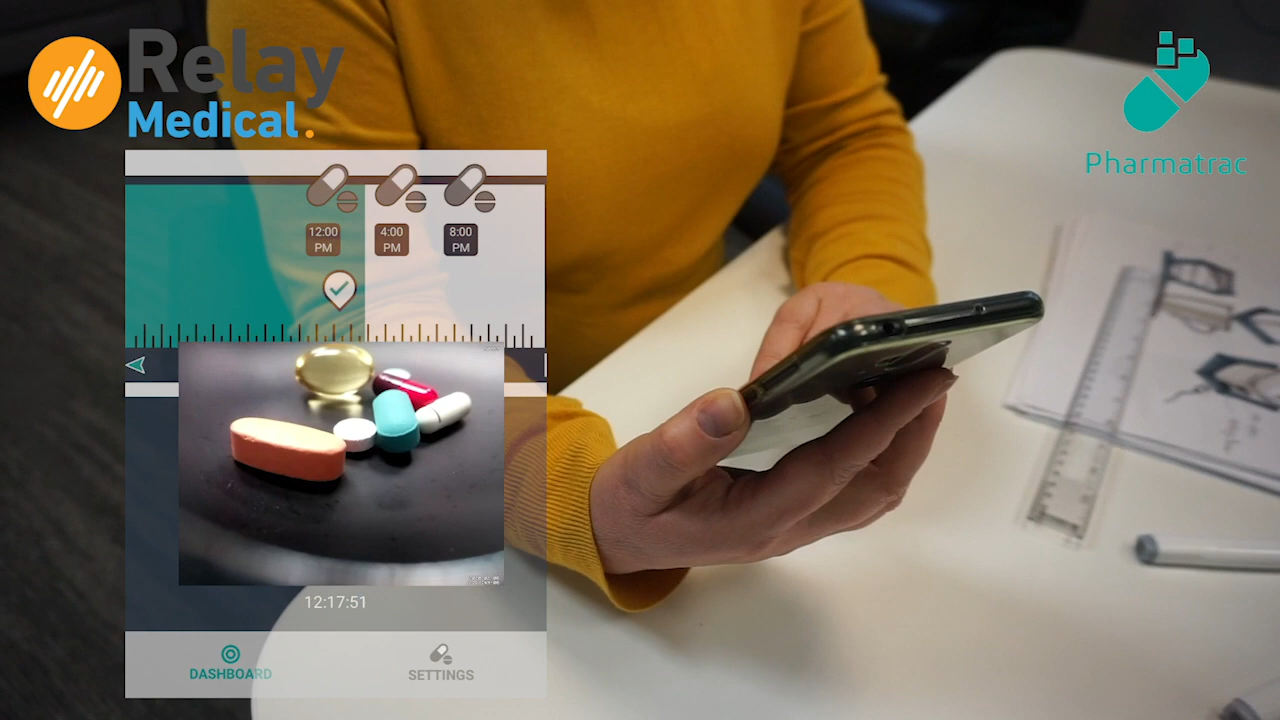 Relay
Medical.
Pharmatrac
12:00
PM
4:00
PM
8:00
PM
12:17:51
DASHBOARD
SETTINGS